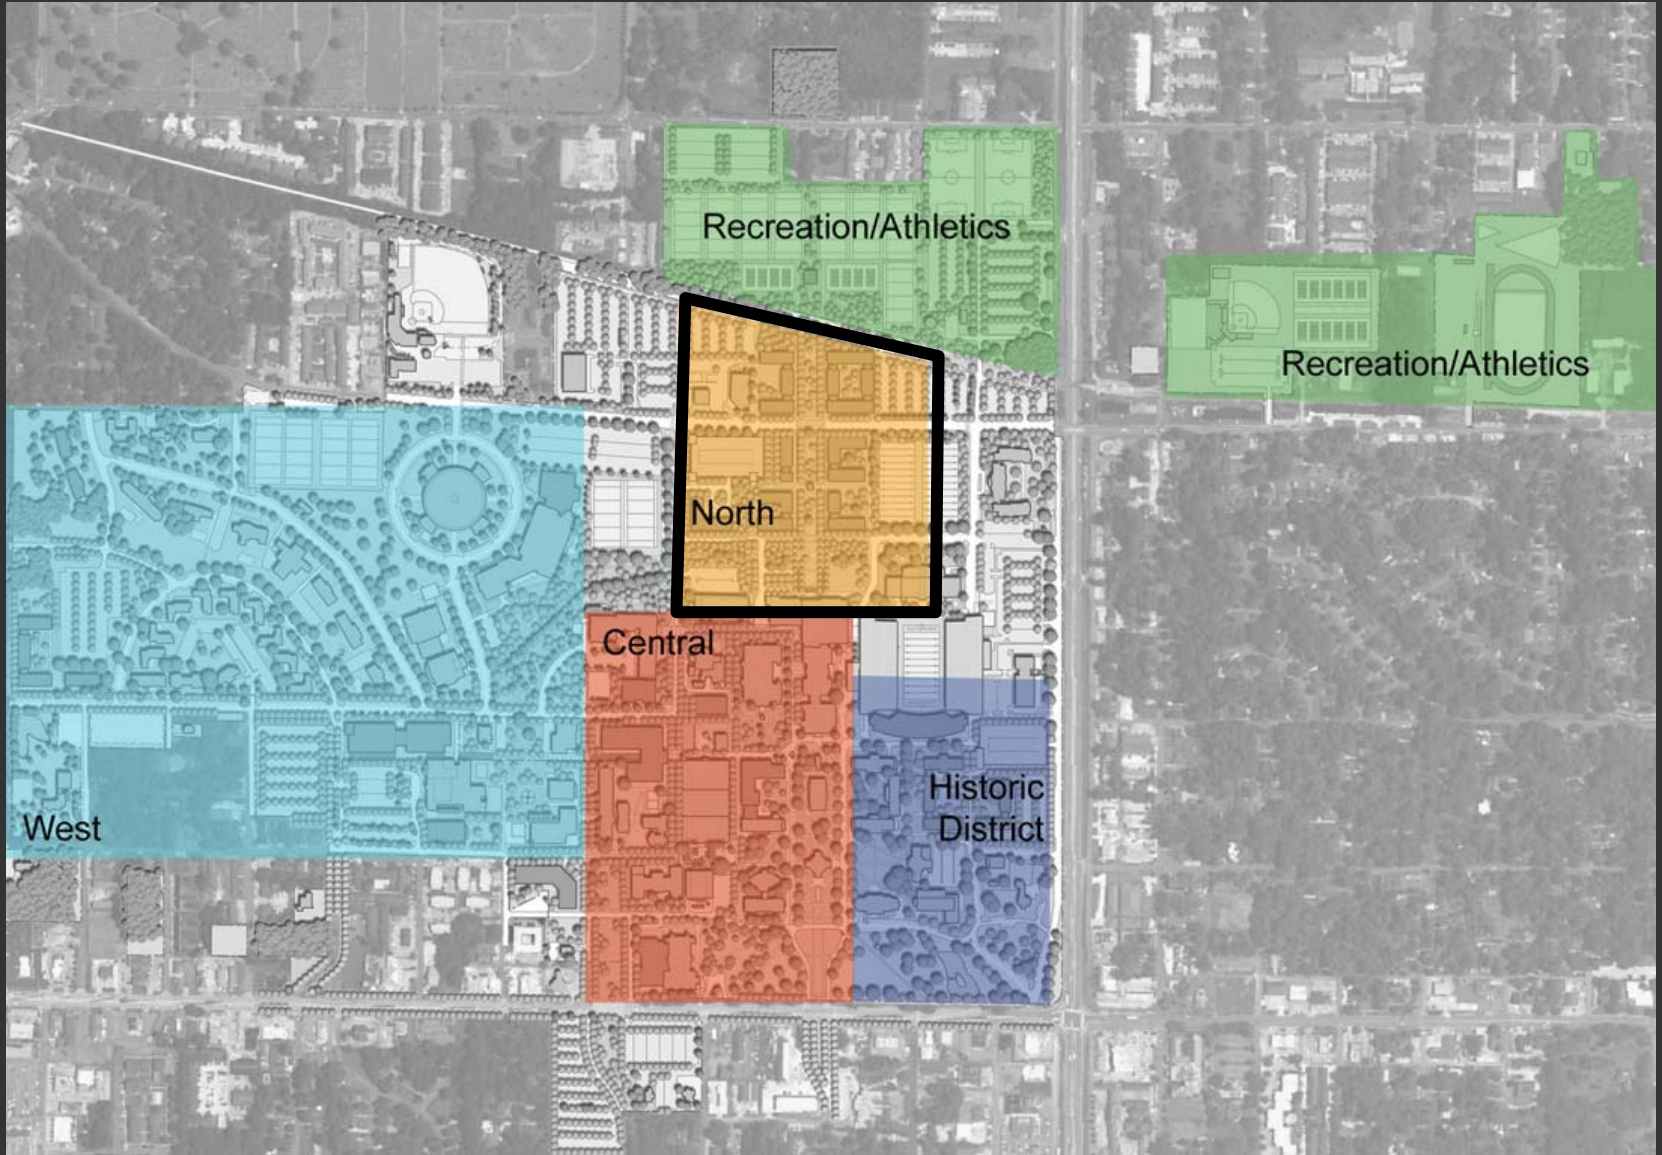 Recreation/Athletics
Recreation/Athletics
North
Central
Historic
District
West